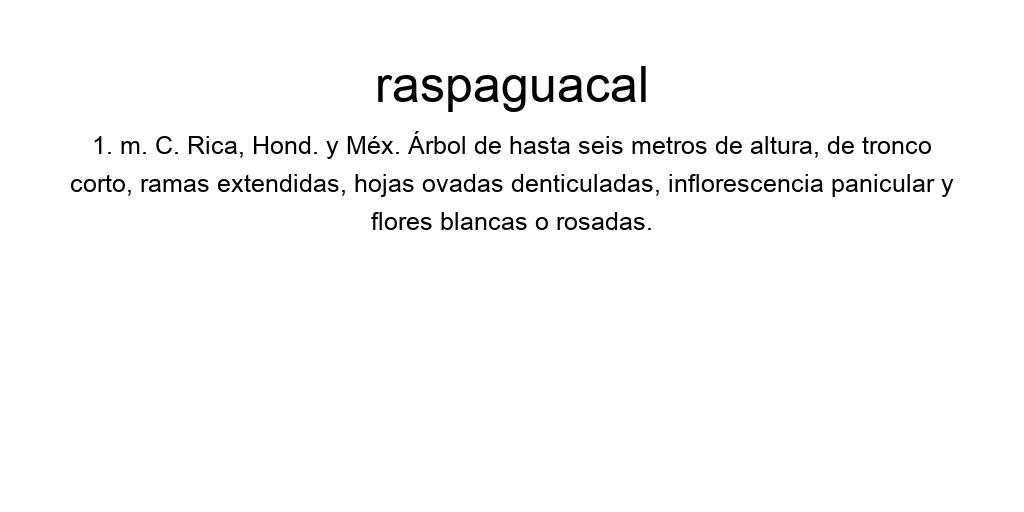 raspaguacal
1. m. C. Rica, Hond. y Méx. Árbol de hasta seis metros de altura, de tronco
corto, ramas extendidas, hojas ovadas denticuladas, inflorescencia panicular y
flores blancas o rosadas.